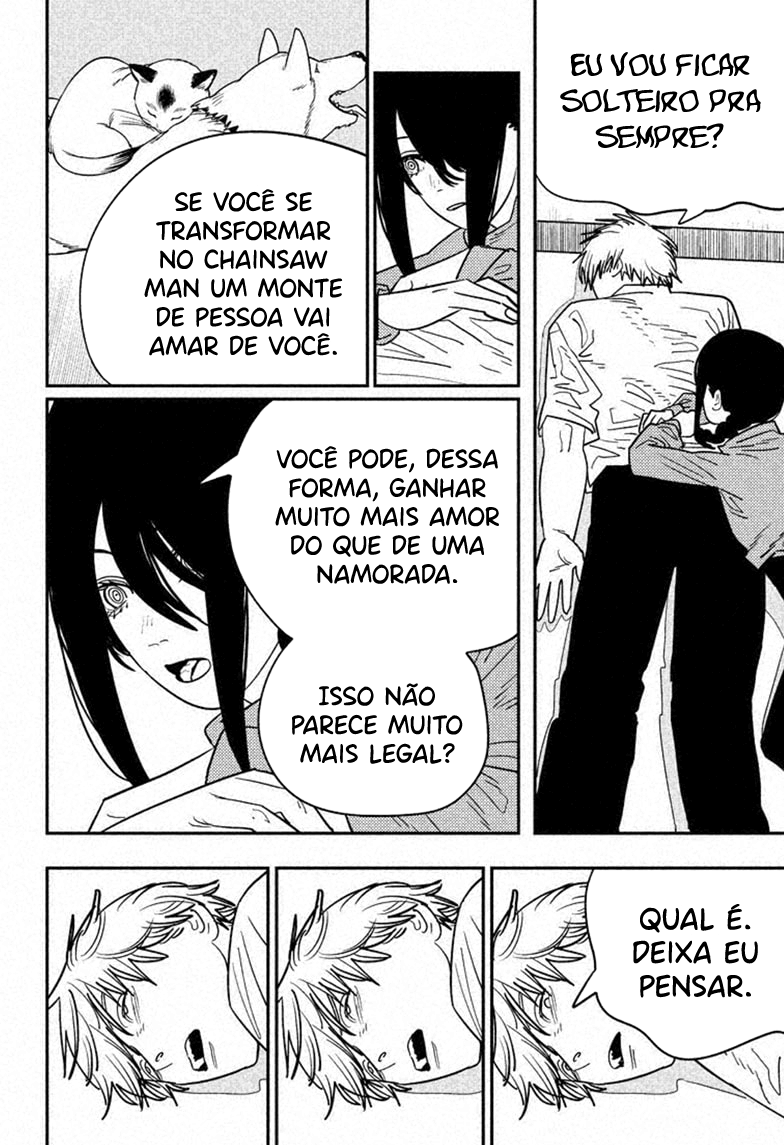 EU VOU FICAR
SOLTEIRO PRA
SEMPRE?
SE VOCÊ SE
TRANSFORMAR
NO CHAINSAW
MAN UM MONTE
DE PESSOA VAI
AMAR DE VOCÊ.
VOCÊ PODE, DESSA
FORMA, GANHAR
MUITO MAIS AMOR
DO QUE DE UMA
NAMORADA.
ISSO NÃO
PARECE MUITO
MAIS LEGAL?
QUAL É.
DEIXA EU
PENSAR.